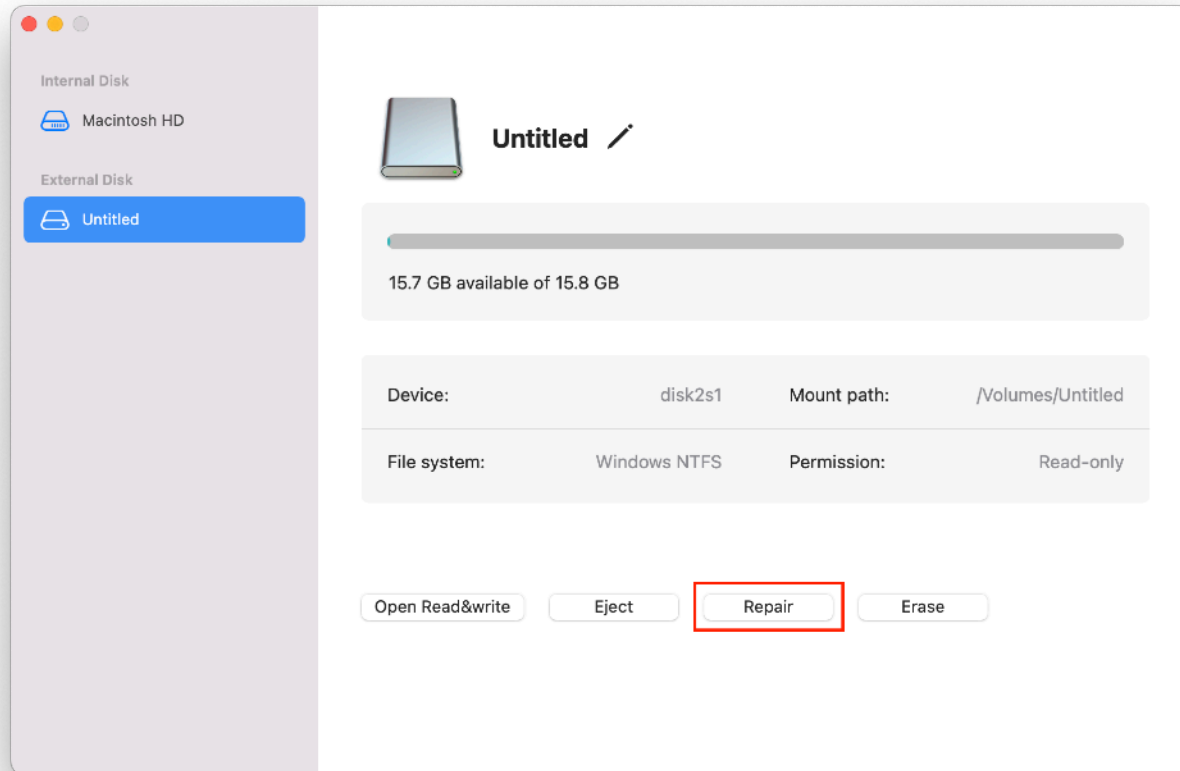 Internal Disk
Macintosh HD
External Disk
Untitled
Untitled
15.7 GB available of 15.8 GB
Device: disk2s1 Mount path: /Volumes/Untitled
File system: Windows NTFS Permission: Read-only
Open Read&write Eject Repair Erase